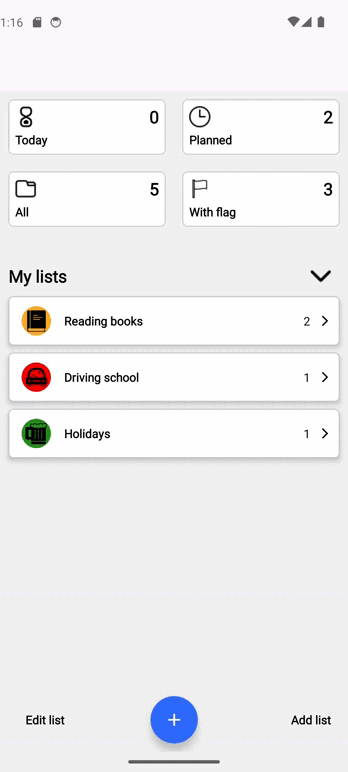 1:16
0
Today
2
Planned
5
All
3
With flag
My lists
Reading books 2
Driving school 1
Holidays 1
Edit list
+
Add list